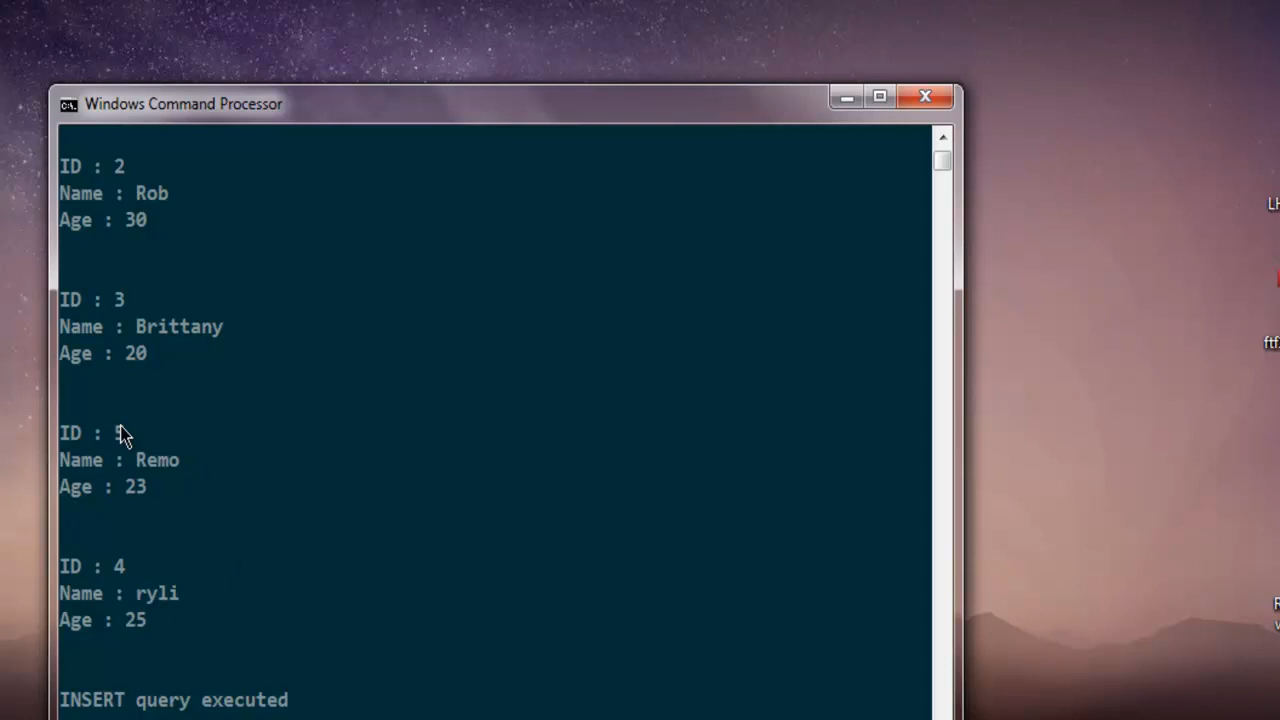 Windows Command Processor
ID : 2
Name : Rob
Age : 30
ID : 3
Name : Brittany
Age : 20
ID : 5
Name : Remo
Age : 23
ID : 4
Name : ryli
Age : 25
INSERT query executed